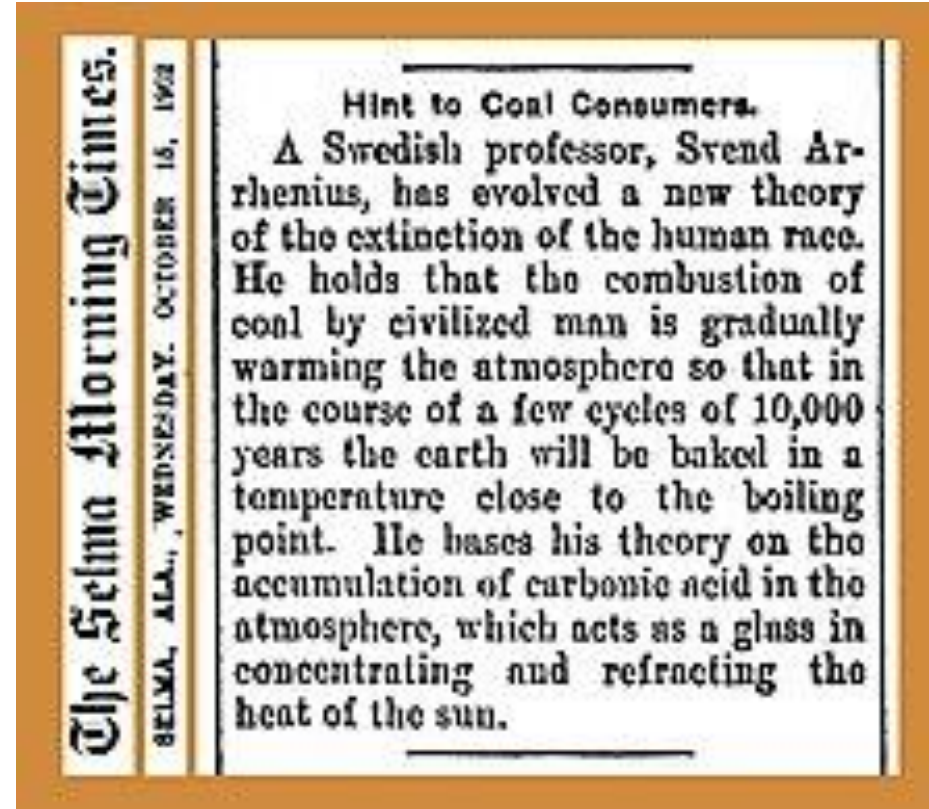 The Selma Morning Times.
SELMA, ALA., WEDNESDAY. OCTOBER 15, 1902
Hint to Coal Consumers.
A Swedish professor, Svend Ar-
rhenius, has evolved a new theory
of the extinction of the human race.
He holds that the combustion of
coal by civilized man is gradually
warming the atmosphere so that in
the course of a few cycles of 10,000
years the earth will be baked in a
temperature close to the boiling
point. He bases his theory on the
accumulation of carbonic acid in the
atmosphere, which acts as a glass in
concentrating and refracting the
heat of the sun.